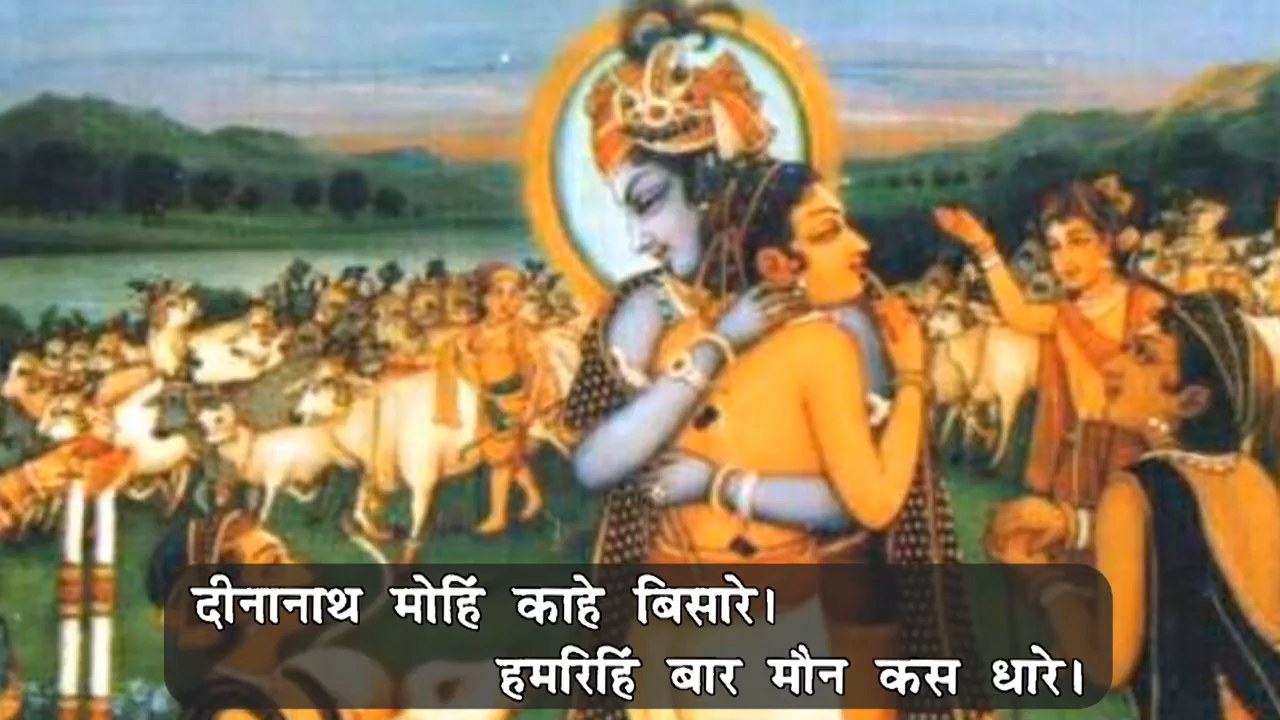 दीनानाथ मोहिं काहे बिसारे।
हमरिहिं बार मौन कस धारे।